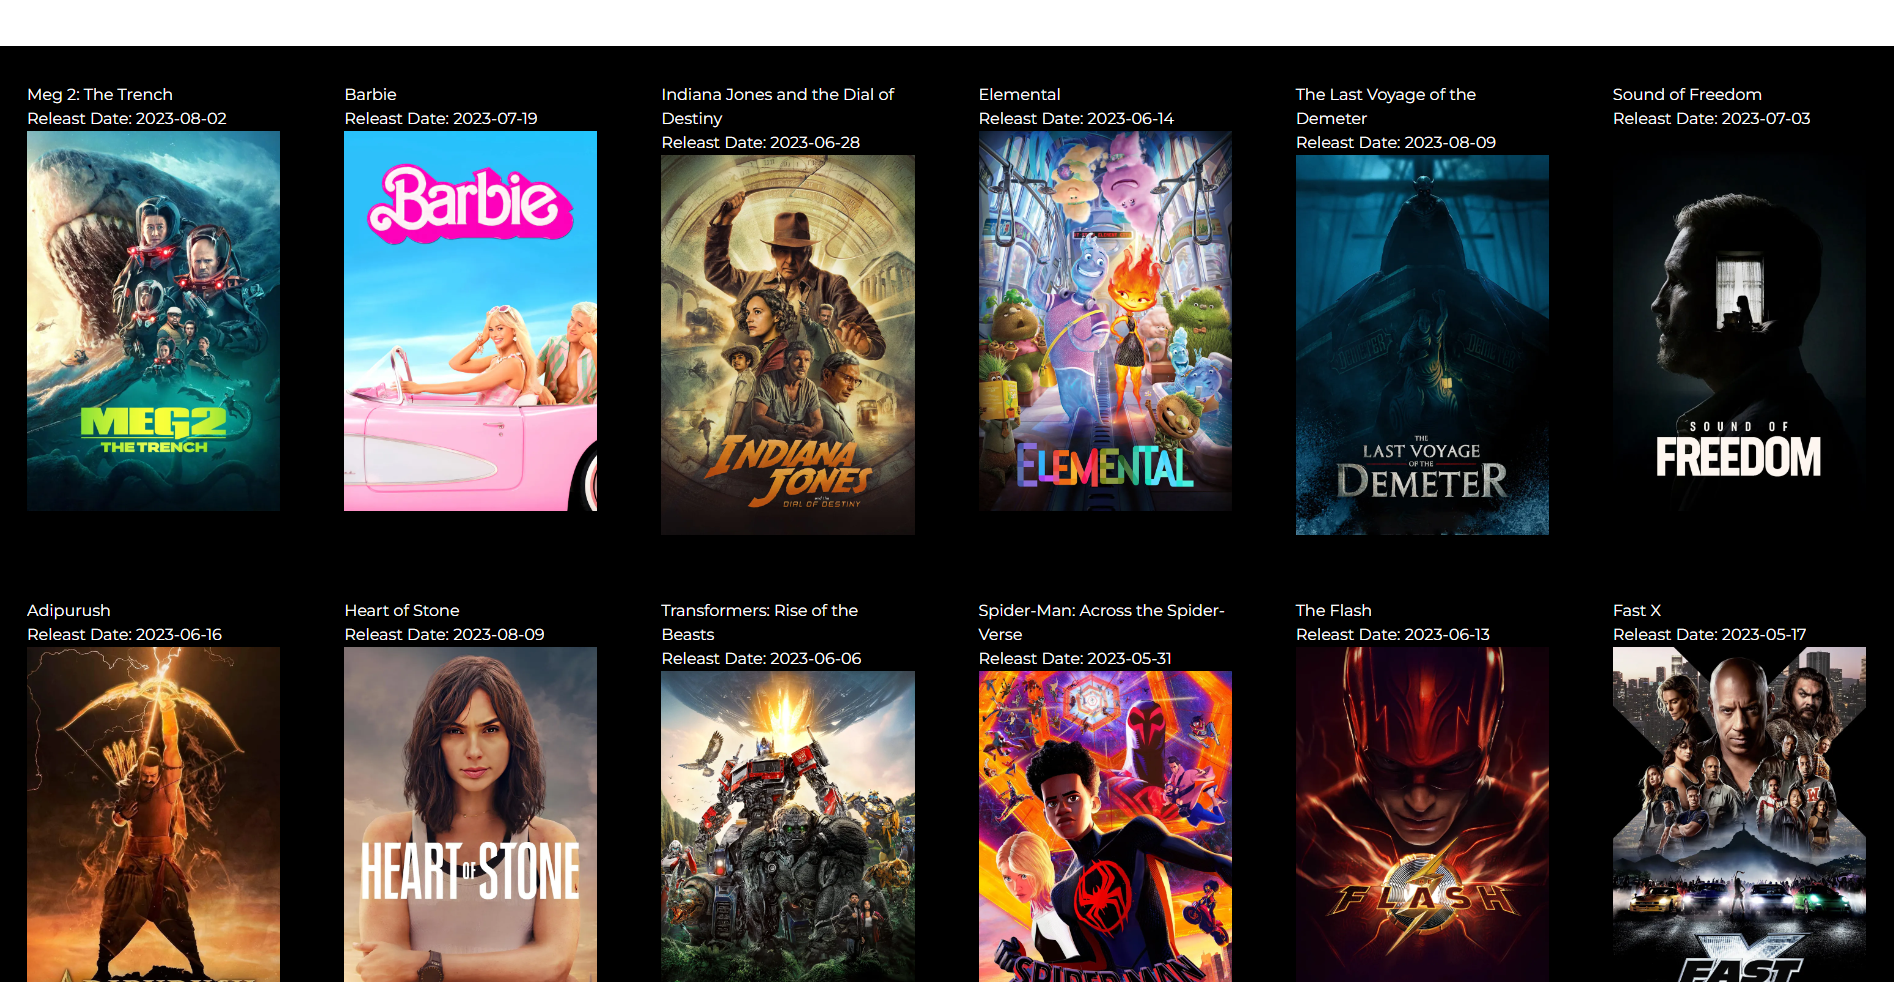 Meg 2: The Trench
Releast Date: 2023-08-02
MEG2
THE TRENCH
Barbie
Releast Date: 2023-07-19
Barbie
Indiana Jones and the Dial of
Destiny
Releast Date: 2023-06-28
INDIANA
JONES
and the
DIAL OF DESTINY
Elemental
Releast Date: 2023-06-14
ELEMENTAL
The Last Voyage of the
Demeter
Releast Date: 2023-08-09
DEMETER
THE
LAST VOYAGE
OF THE
DEMETER
Sound of Freedom
Releast Date: 2023-07-03
SOUND OF
FREEDOM
Adipurush
Releast Date: 2023-06-16
Heart of Stone
Releast Date: 2023-08-09
HEART OF STONE
Transformers: Rise of the
Beasts
Releast Date: 2023-06-06
Spider-Man: Across the Spider-
Verse
Releast Date: 2023-05-31
SPIDER-MAN
The Flash
Releast Date: 2023-06-13
FLASH
Fast X
Releast Date: 2023-05-17
X
FAST